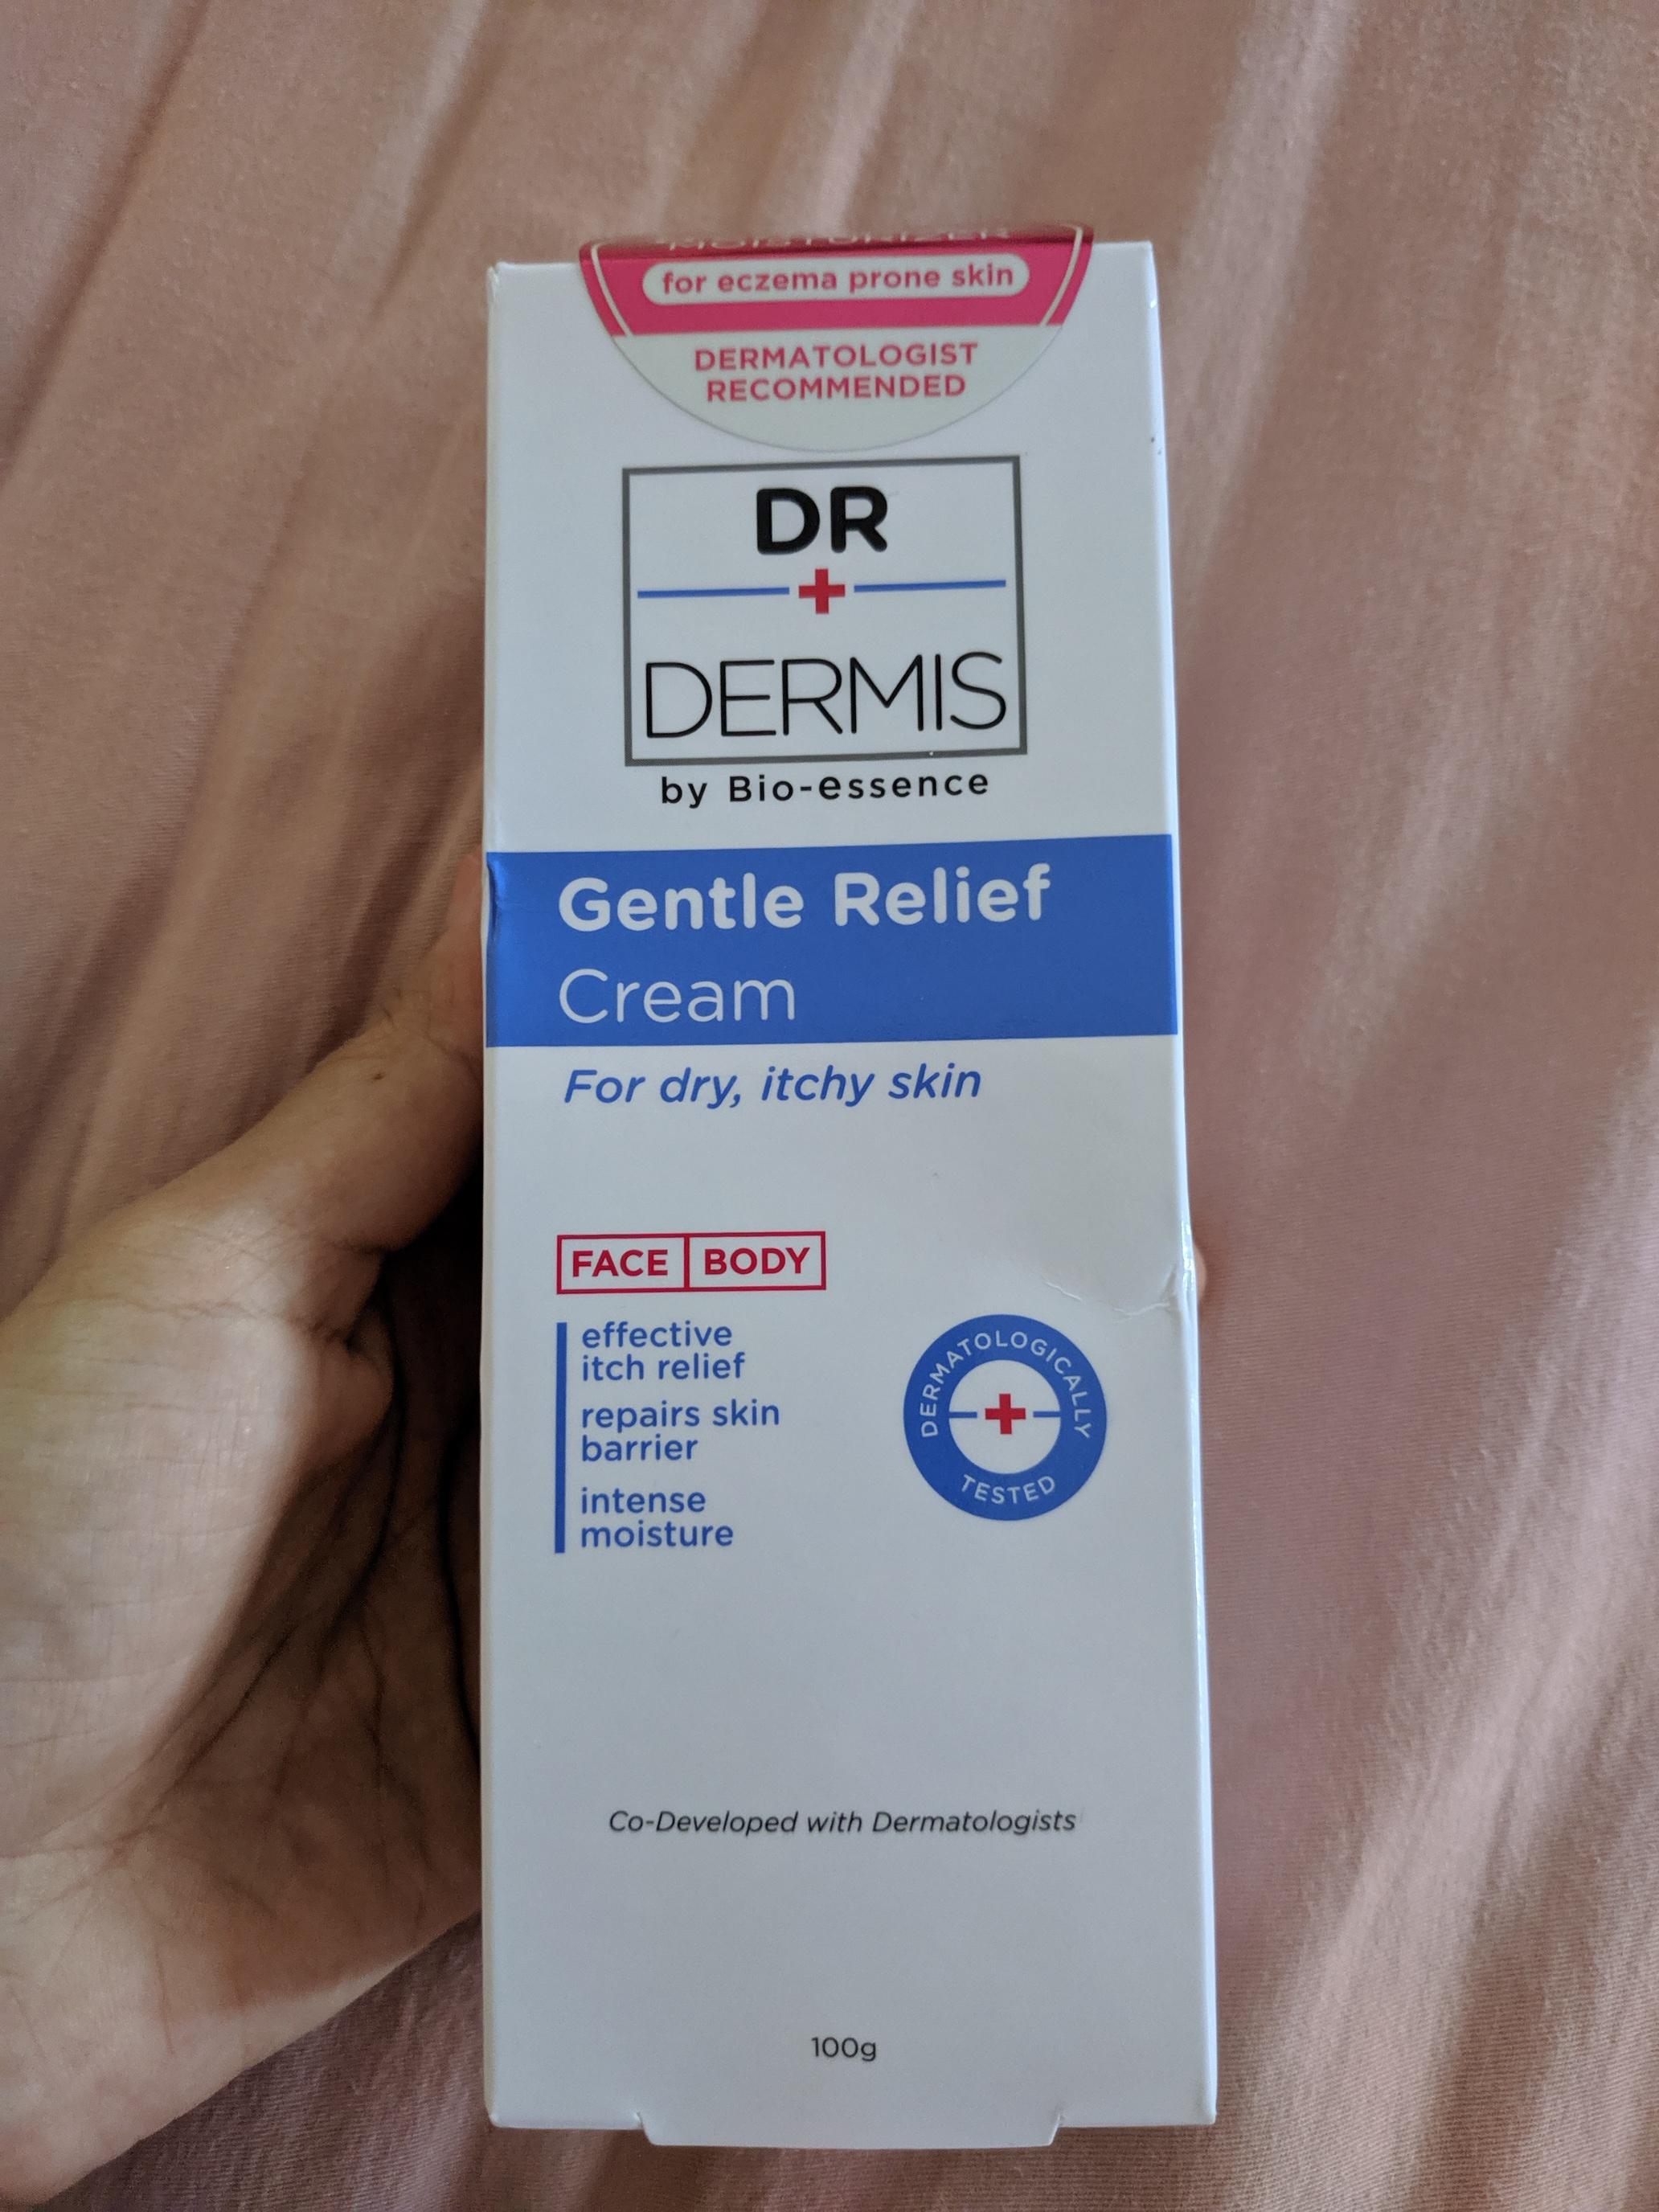 MOISTURIZER
for eczema prone skin
DERMATOLOGIST
RECOMMENDED
DR
DERMIS
by Bio-essence
Gentle Relief
Cream
For dry, itchy skin
FACE BODY
effective
itch relief
repairs skin
barrier
intense
moisture
DERMATOLOGICALLY
TESTED
Co-Developed with Dermatologists
100g